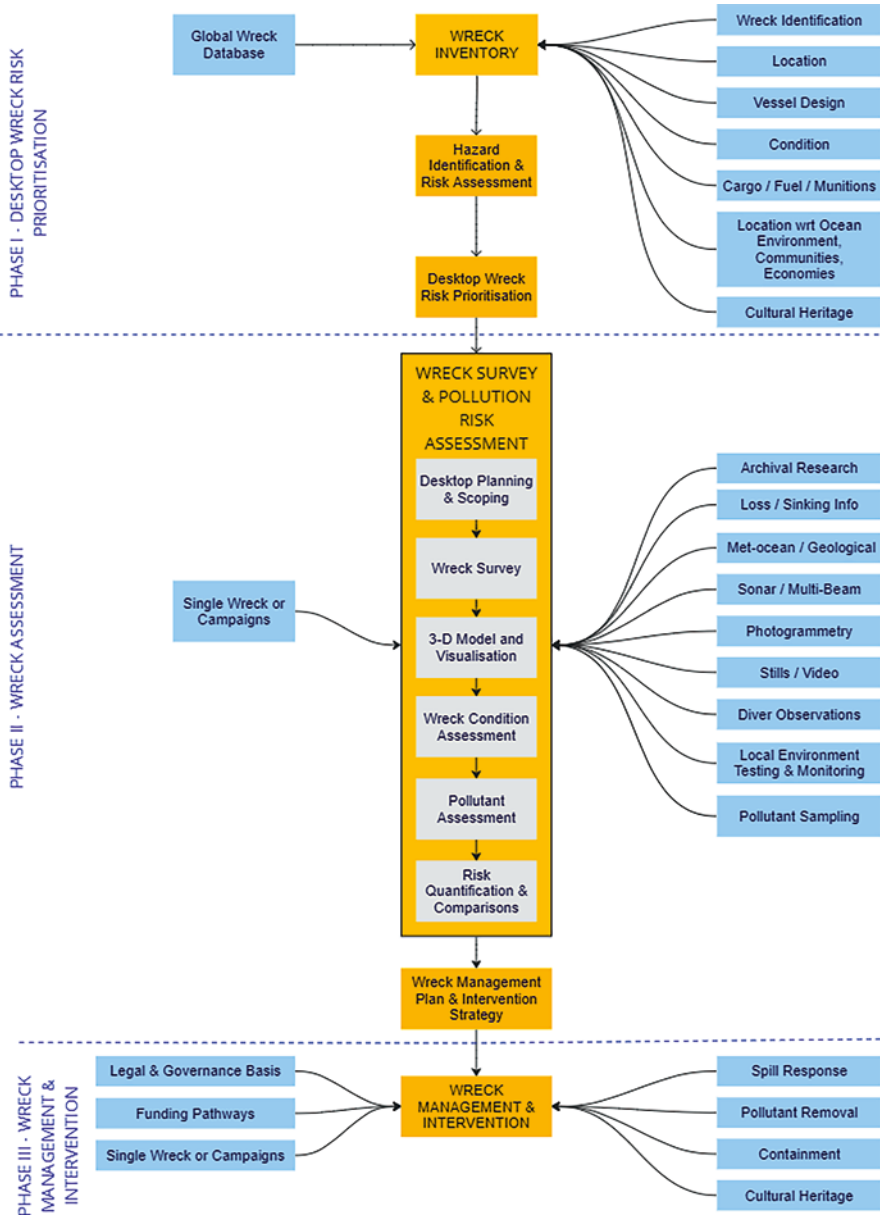 PHASE I - DESKTOP WRECK RISK
PRIORITISATION
Global Wreck
Database
WRECK
INVENTORY
Hazard
Identification &
Risk Assessment
Desktop Wreck
Risk Prioritisation
Wreck Identification
Location
Vessel Design
Condition
Cargo / Fuel / Munitions
Location wrt Ocean
Environment,
Communities,
Economies
Cultural Heritage
PHASE II - WRECK ASSESSMENT
Single Wreck or
Campaigns
WRECK SURVEY
& POLLUTION
RISK
ASSESSMENT
Desktop Planning
& Scoping
Wreck Survey
3-D Model and
Visualisation
Wreck Condition
Assessment
Pollutant
Assessment
Risk
Quantification &
Comparisons
Archival Research
Loss / Sinking Info
Met-ocean / Geological
Sonar / Multi-Beam
Photogrammetry
Stills / Video
Diver Observations
Local Environment
Testing & Monitoring
Pollutant Sampling
Wreck Management
Plan & Intervention
Strategy
PHASE III - WRECK
MANAGEMENT &
INTERVENTION
Legal & Governance Basis
Funding Pathways
Single Wreck or Campaigns
WRECK
MANAGEMENT &
INTERVENTION
Spill Response
Pollutant Removal
Containment
Cultural Heritage